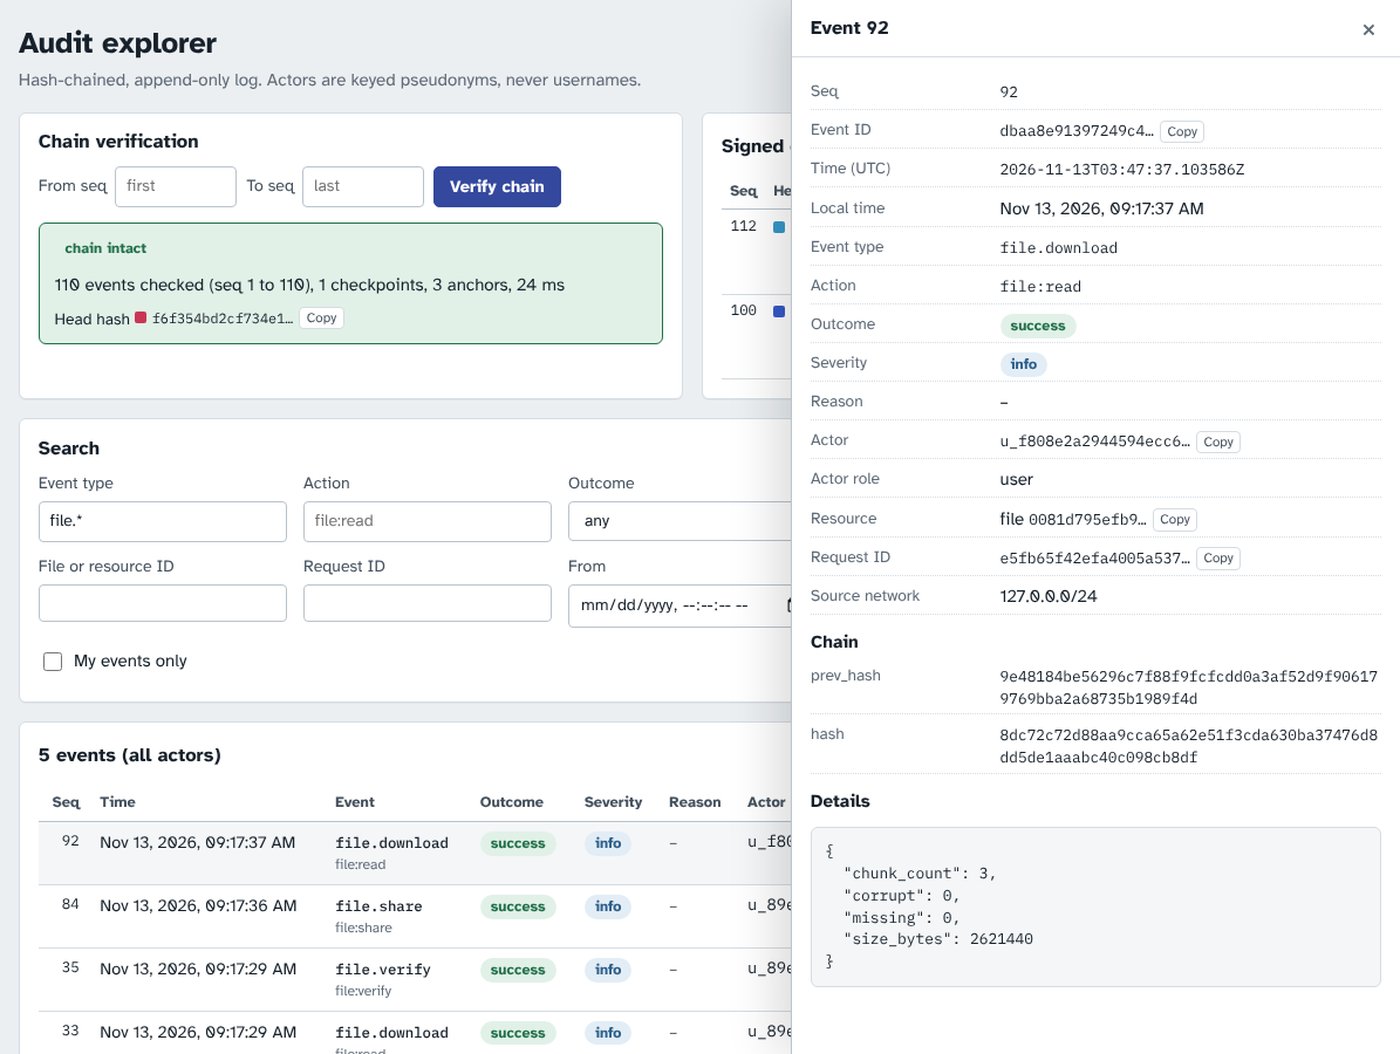 Audit explorer
Hash-chained, append-only log. Actors are keyed pseudonyms, never usernames.
Chain verification
From seq first To seq last Verify chain
chain intact
110 events checked (seq 1 to 110), 1 checkpoints, 3 anchors, 24 ms
Head hash f6f354bd2cf734e1… Copy
Signed
Seq He
112
100
Search
Event type Action Outcome
file.* file:read any
File or resource ID Request ID From
mm/dd/yyyy, --:--:-- --
My events only
5 events (all actors)
Seq Time Event Outcome Severity Reason Actor
92 Nov 13, 2026, 09:17:37 AM file.download success info – u_f80
file:read
84 Nov 13, 2026, 09:17:36 AM file.share success info – u_89e
file:share
35 Nov 13, 2026, 09:17:29 AM file.verify success info – u_89e
file:verify
33 Nov 13, 2026, 09:17:29 AM file.download success info – u_89e
file:read
Event 92 ×
Seq 92
Event ID dbaa8e91397249c4… Copy
Time (UTC) 2026-11-13T03:47:37.103586Z
Local time Nov 13, 2026, 09:17:37 AM
Event type file.download
Action file:read
Outcome success
Severity info
Reason –
Actor u_f808e2a2944594ecc6… Copy
Actor role user
Resource file 0081d795efb9… Copy
Request ID e5fb65f42efa4005a537… Copy
Source network 127.0.0.0/24
Chain
prev_hash 9e48184be56296c7f88f9fcfcdd0a3af52d9f90617
9769bba2a68735b1989f4d
hash 8dc72c72d88aa9cca65a62e51f3cda630ba37476d8
dd5de1aaabc40c098cb8df
Details
{
"chunk_count": 3,
"corrupt": 0,
"missing": 0,
"size_bytes": 2621440
}